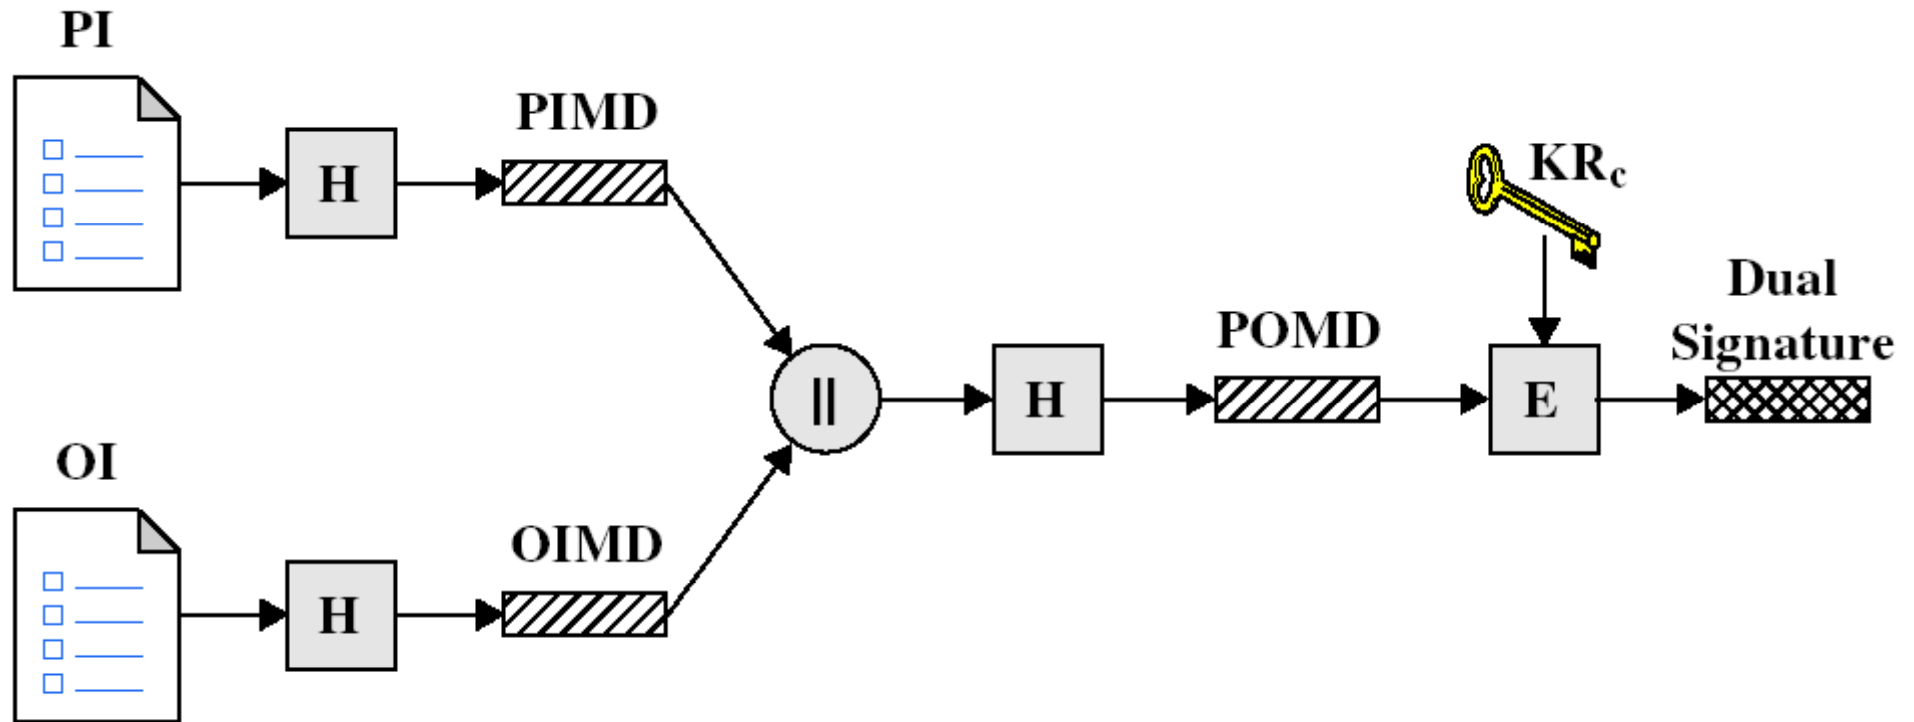 PI
H
PIMD
OI
H
OIMD
||
H
POMD
KRc
E
Dual
Signature